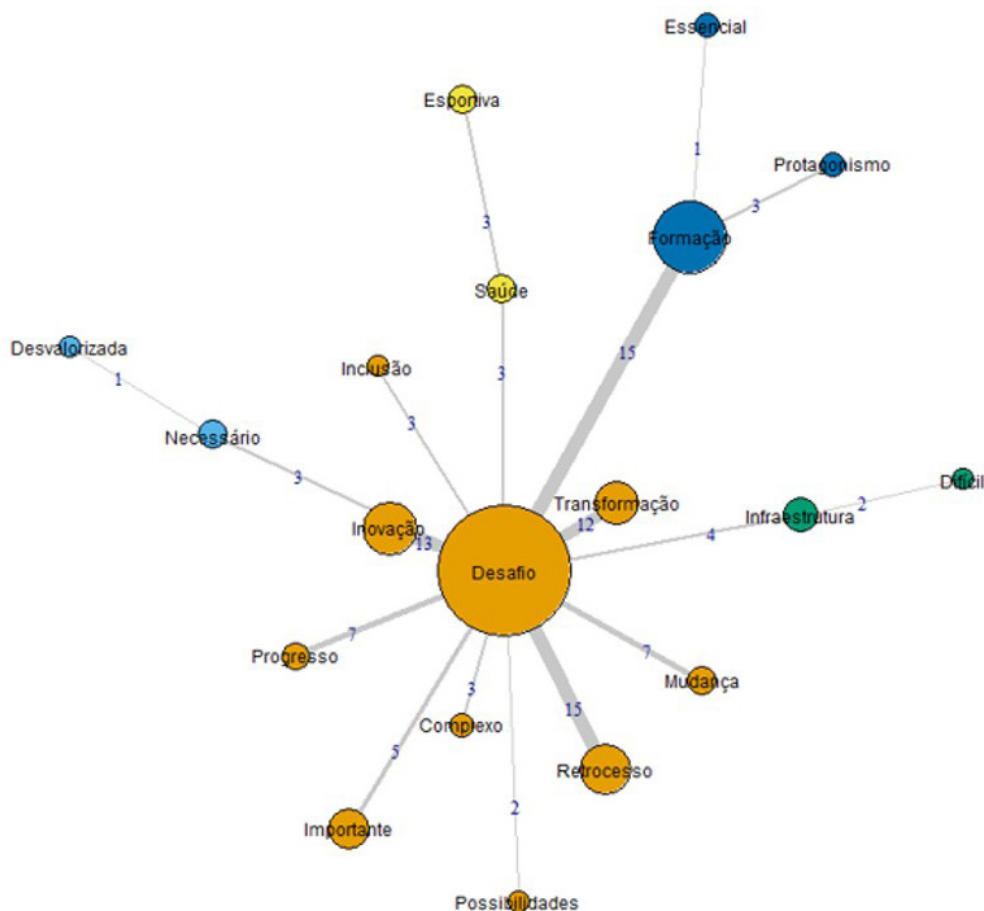 Essencial
Esportiva
1
Protagonismo
3
3
Formação
Saúde
Desvalorizada
15
Inclusão
3
1
3
Necessário
3
Transformação
Difícil
2
Infraestrutura
Inovação
12
4
13
Desafio
7
7
Progresso
Mudança
3
15
Complexo
5
Retrocesso
2
Importante
Possibilidades